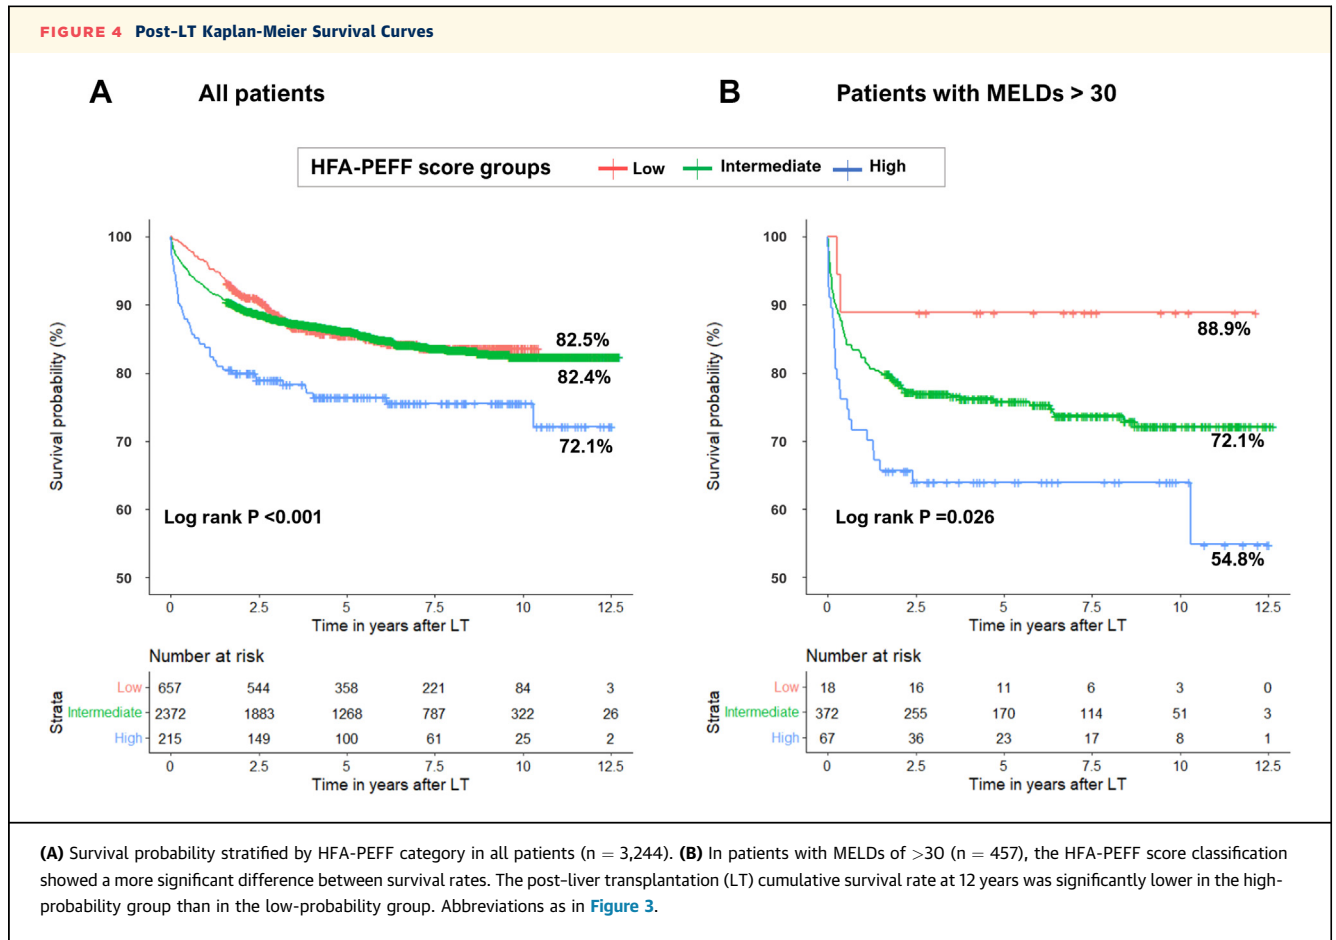 FIGURE 4 Post-LT Kaplan-Meier Survival Curves
A All patients
B Patients with MELDs > 30
HFA-PEFF score groups Low Intermediate High
Survival probability (%)
100
90
80
70
60
50
82.5%
82.4%
72.1%
Log rank P <0.001
0 2.5 5 7.5 10 12.5
Time in years after LT
Number at risk
Strata
Low 657 544 358 221 84 3
Intermediate 2372 1883 1268 787 322 26
High 215 149 100 61 25 2
0 2.5 5 7.5 10 12.5
Time in years after LT
Survival probability (%)
100
90
80
70
60
50
88.9%
72.1%
54.8%
Log rank P =0.026
0 2.5 5 7.5 10 12.5
Time in years after LT
Number at risk
Strata
Low 18 16 11 6 3 0
Intermediate 372 255 170 114 51 3
High 67 36 23 17 8 1
0 2.5 5 7.5 10 12.5
Time in years after LT
(A) Survival probability stratified by HFA-PEFF category in all patients (n = 3,244). (B) In patients with MELDs of >30 (n = 457), the HFA-PEFF score classification
showed a more significant difference between survival rates. The post-liver transplantation (LT) cumulative survival rate at 12 years was significantly lower in the high-
probability group than in the low-probability group. Abbreviations as in Figure 3.